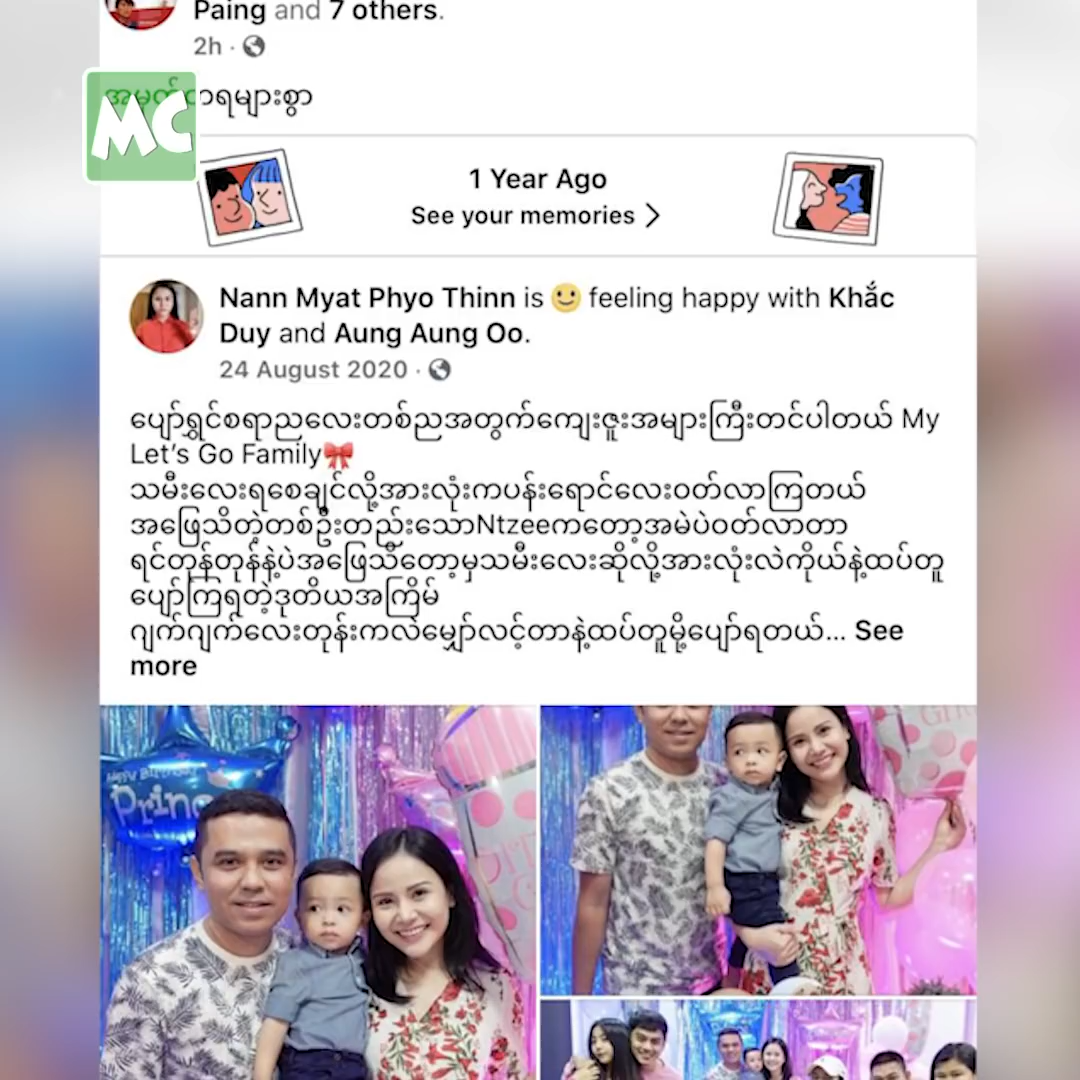 Paing and 7 others.
2h ·
MC
အမှတ်တရများစွာ
1 Year Ago
See your memories
Nann Myat Phyo Thinn is 🙂 feeling happy with Khắc
Duy and Aung Aung Oo.
24 August 2020 ·
ပျော်ရွှင်စရာညလေးတစ်ညအတွက်ကျေးဇူးအများကြီးတင်ပါတယ် My
Let's Go Family🎀
သမီးလေးရစေချင်လို့အားလုံးကပန်းရောင်လေးဝတ်လာကြတယ်
အဖြေသိတဲ့တစ်ဦးတည်းသောNtzeeကတော့အမဲပဲဝတ်လာတာ
ရင်တုန်တုန်နဲ့ပဲအဖြေသိတော့မှသမီးလေးဆိုလို့အားလုံးလဲကိုယ်နဲ့ထပ်တူ
ပျော်ကြရတဲ့ဒုတိယအကြိမ်
ဂျက်ဂျက်လေးတုန်းကလဲမျှော်လင့်တာနဲ့ထပ်တူမို့ပျော်ရတယ်... See
more
HAPPY BIRTHDAY